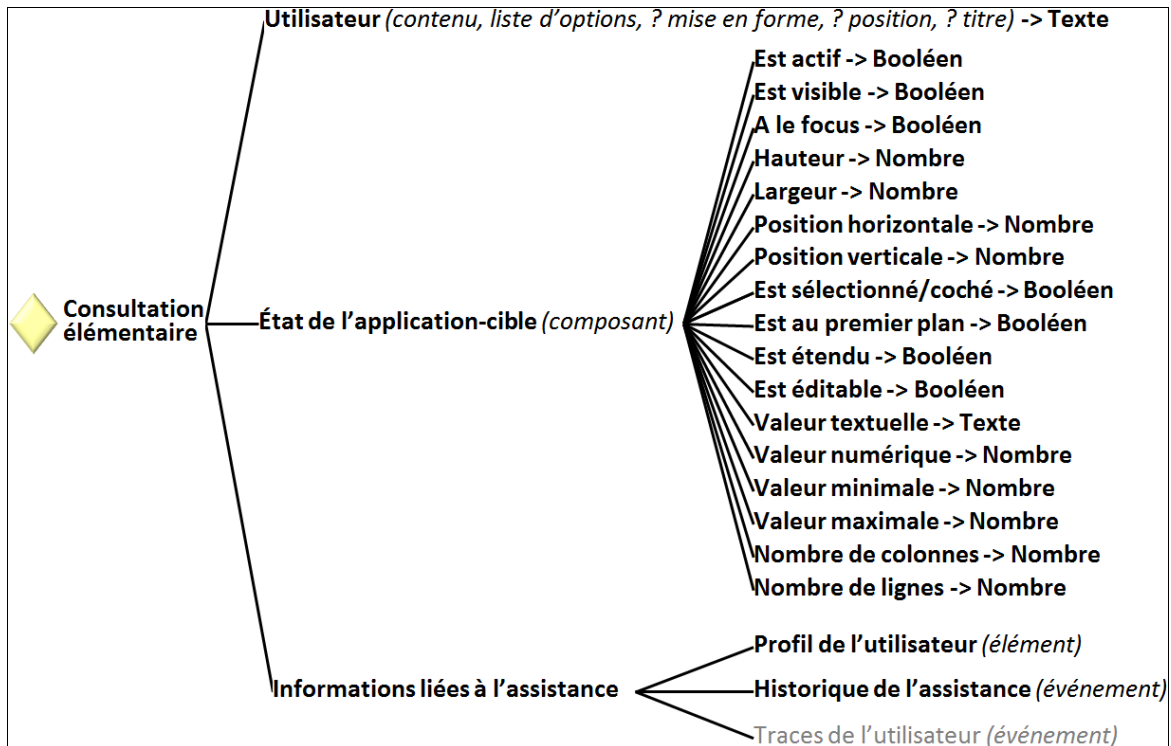 Utilisateur (contenu, liste d'options, ? mise en forme, ? position, ? titre) -> Texte
Consultation
élémentaire
État de l'application-cible (composant)
Est actif -> Booléen
Est visible -> Booléen
A le focus -> Booléen
Hauteur -> Nombre
Largeur -> Nombre
Position horizontale -> Nombre
Position verticale -> Nombre
Est sélectionné/coché -> Booléen
Est au premier plan -> Booléen
Est étendu -> Booléen
Est éditable -> Booléen
Valeur textuelle -> Texte
Valeur numérique -> Nombre
Valeur minimale -> Nombre
Valeur maximale -> Nombre
Nombre de colonnes -> Nombre
Nombre de lignes -> Nombre
Informations liées à l'assistance
Profil de l'utilisateur (élément)
Historique de l'assistance (événement)
Traces de l'utilisateur (événement)